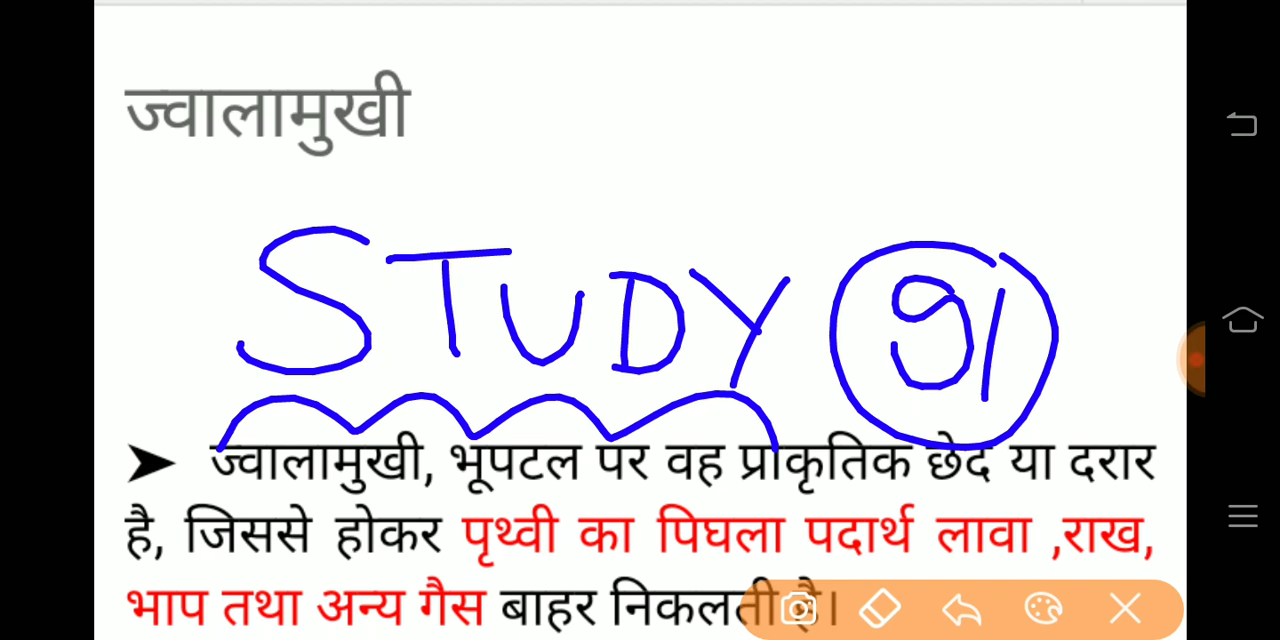 ज्वालामुखी
STUDY 91
➤ ज्वालामुखी, भूपटल पर वह प्राकृतिक छेद या दरार
है, जिससे होकर पृथ्वी का पिघला पदार्थ लावा ,राख,
भाप तथा अन्य गैस बाहर निकलती है।